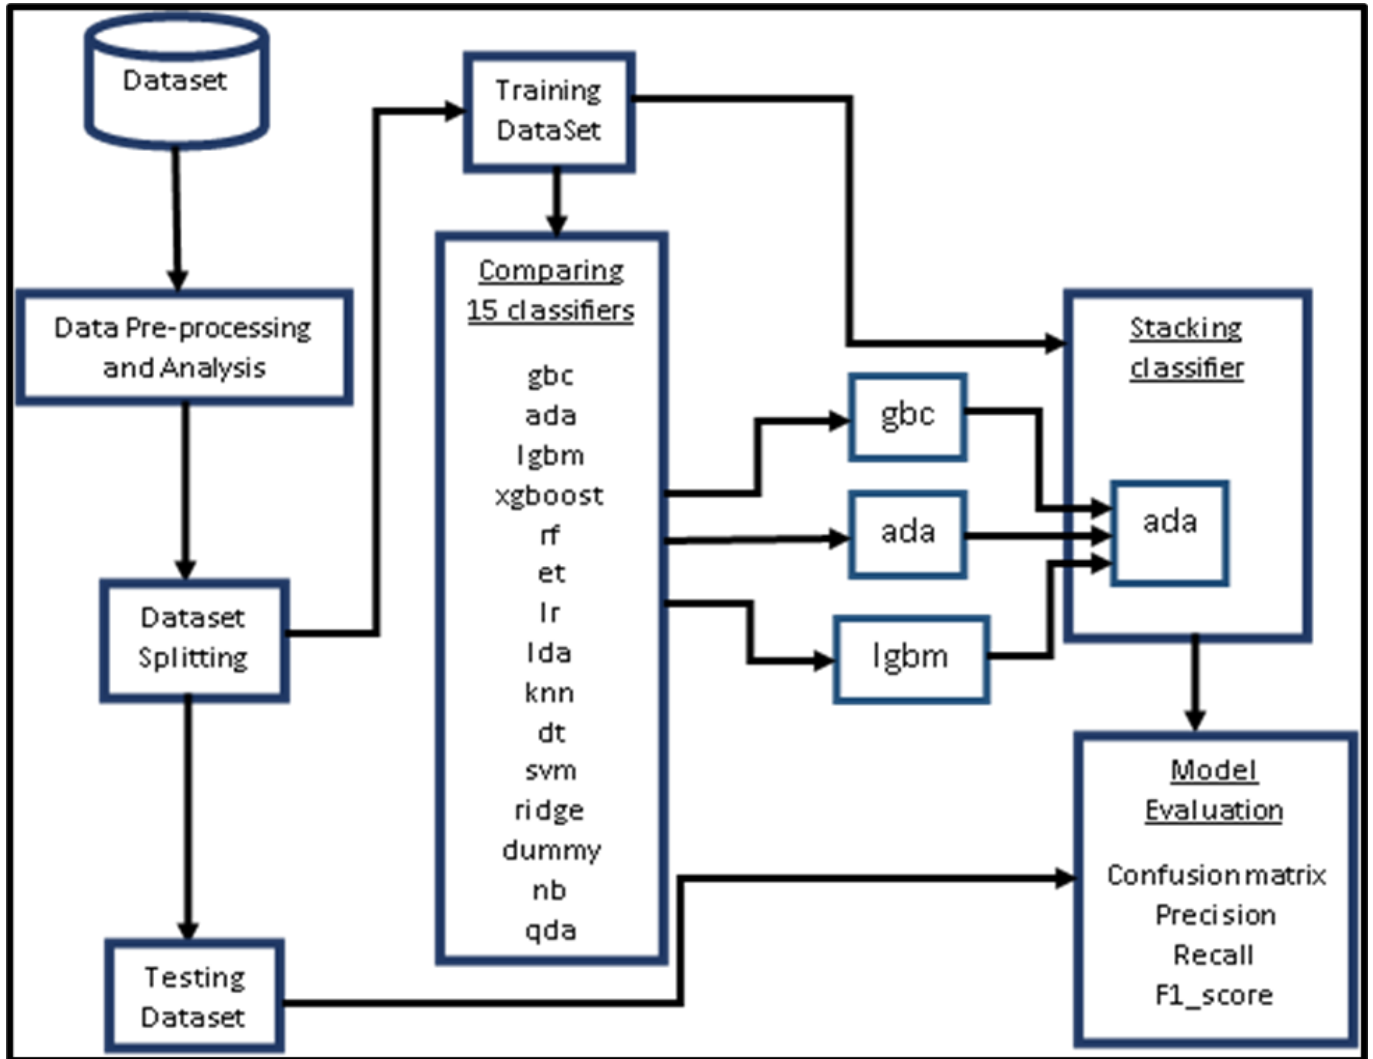 Dataset
Data Pre-processing
and Analysis
Dataset
Splitting
Testing
Dataset
Training
DataSet
Comparing
15 classifiers
gbc
ada
lgbm
xgboost
rf
et
lr
lda
knn
dt
svm
ridge
dummy
nb
qda
gbc
ada
lgbm
Stacking
classifier
ada
Model
Evaluation
Confusion matrix
Precision
Recall
F1_score